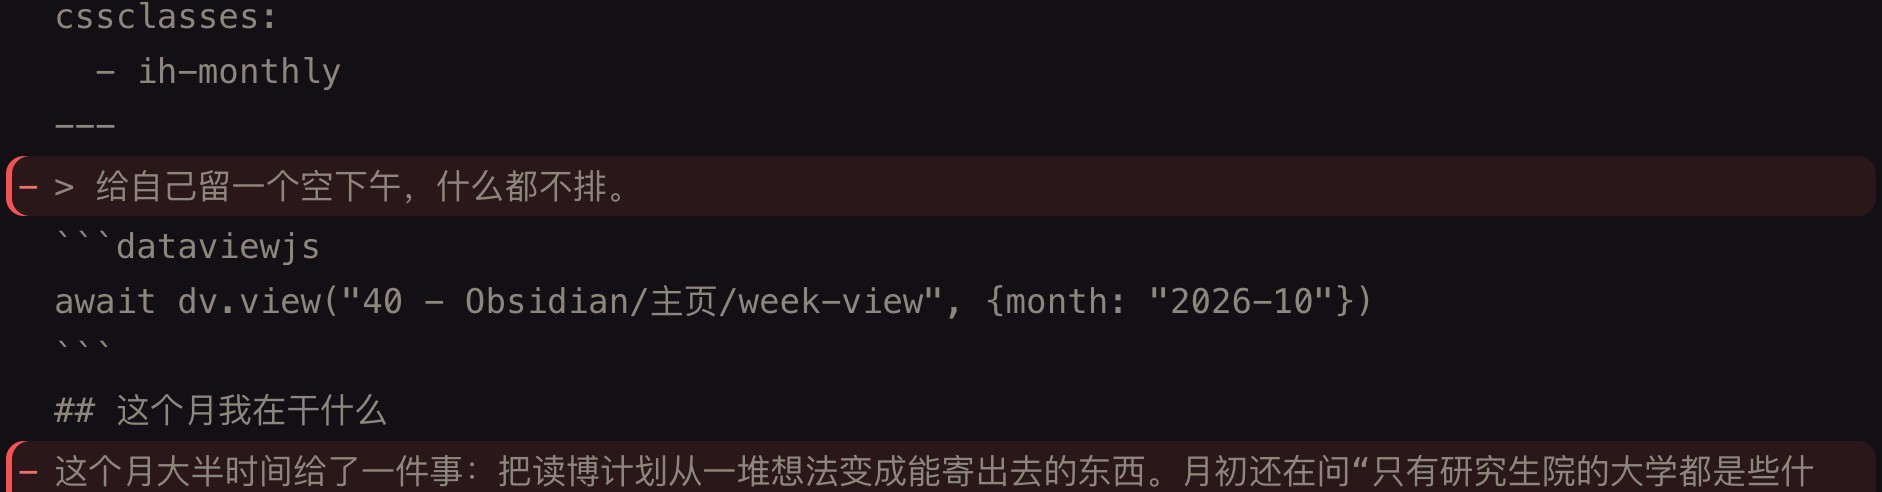 cssclasses:
  - ih-monthly
---
- > 给自己留一个空下午，什么都不排。
```dataviewjs
await dv.view("40 - Obsidian/主页/week-view", {month: "2026-10"})
```
## 这个月我在干什么
- 这个月大半时间给了一件事：把读博计划从一堆想法变成能寄出去的东西。月初还在问“只有研究生院的大学都是些什